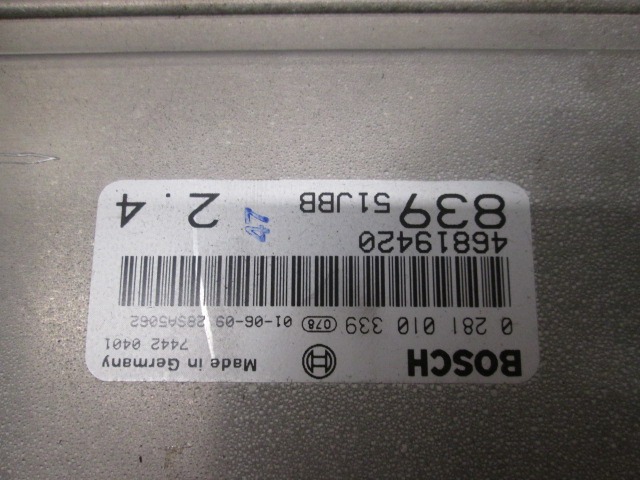 BOSCH Made in Germany
7442 0401
0 281 010 339 078 01-06-09 28SA5062
46819420
839 51JBB 2.4
47